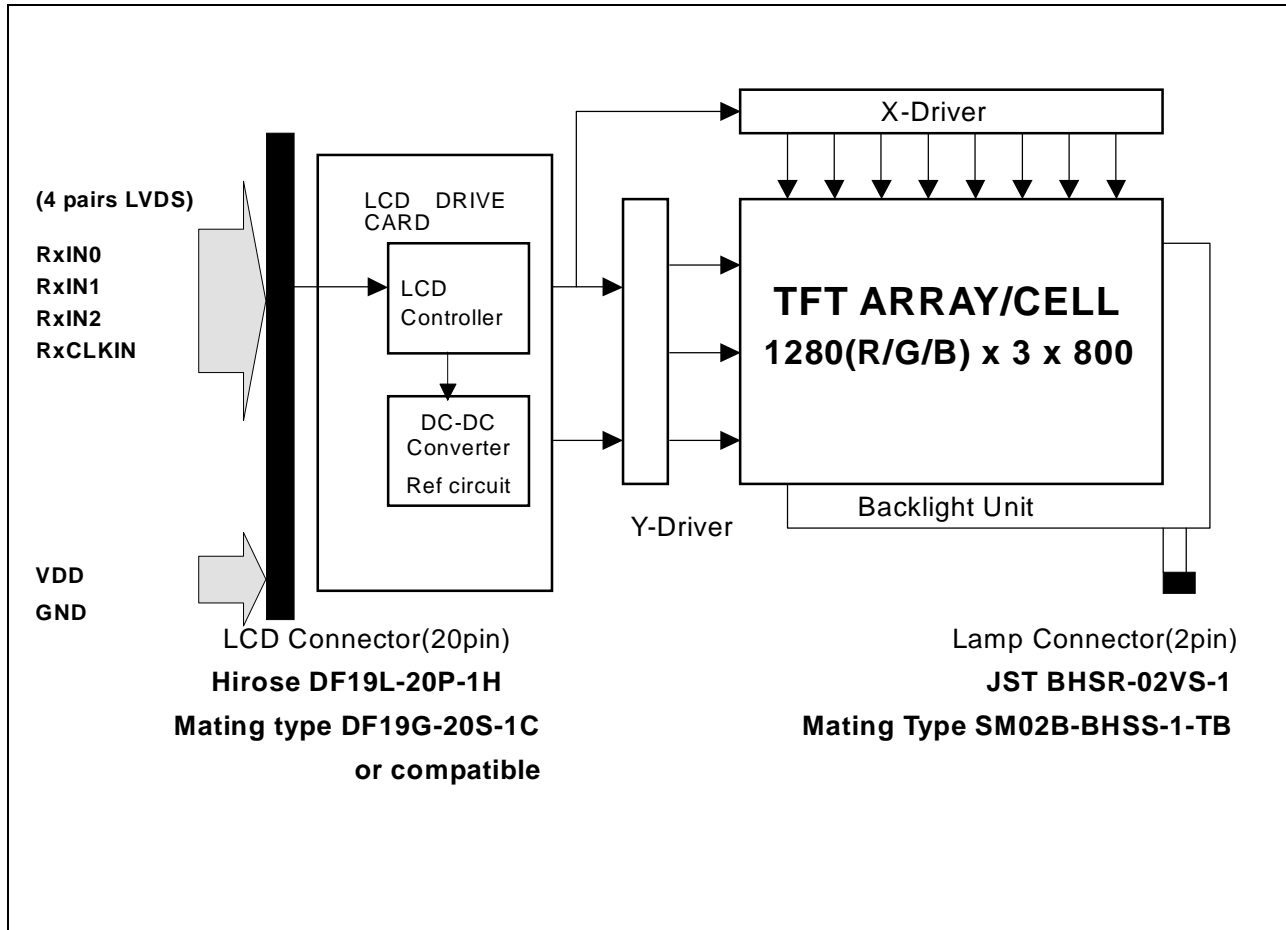 X-Driver
(4 pairs LVDS)
RxIN0
RxIN1
RxIN2
RxCLKIN
LCD DRIVE
CARD
LCD
Controller
DC-DC
Converter
Ref circuit
TFT ARRAY/CELL
1280(R/G/B) x 3 x 800
Backlight Unit
Y-Driver
VDD
GND
LCD Connector(20pin)
Hirose DF19L-20P-1H
Mating type DF19G-20S-1C
or compatible
Lamp Connector(2pin)
JST BHSR-02VS-1
Mating Type SM02B-BHSS-1-TB